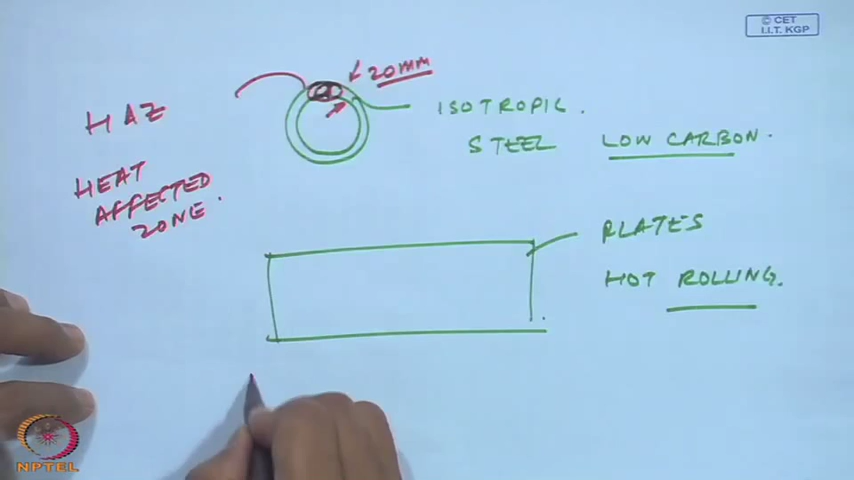 © CET
I.I.T. KGP
20MM
HAZ
ISOTROPIC.
STEEL LOW CARBON.
HEAT
AFFECTED
ZONE.
PLATES
HOT ROLLING.
NPTEL